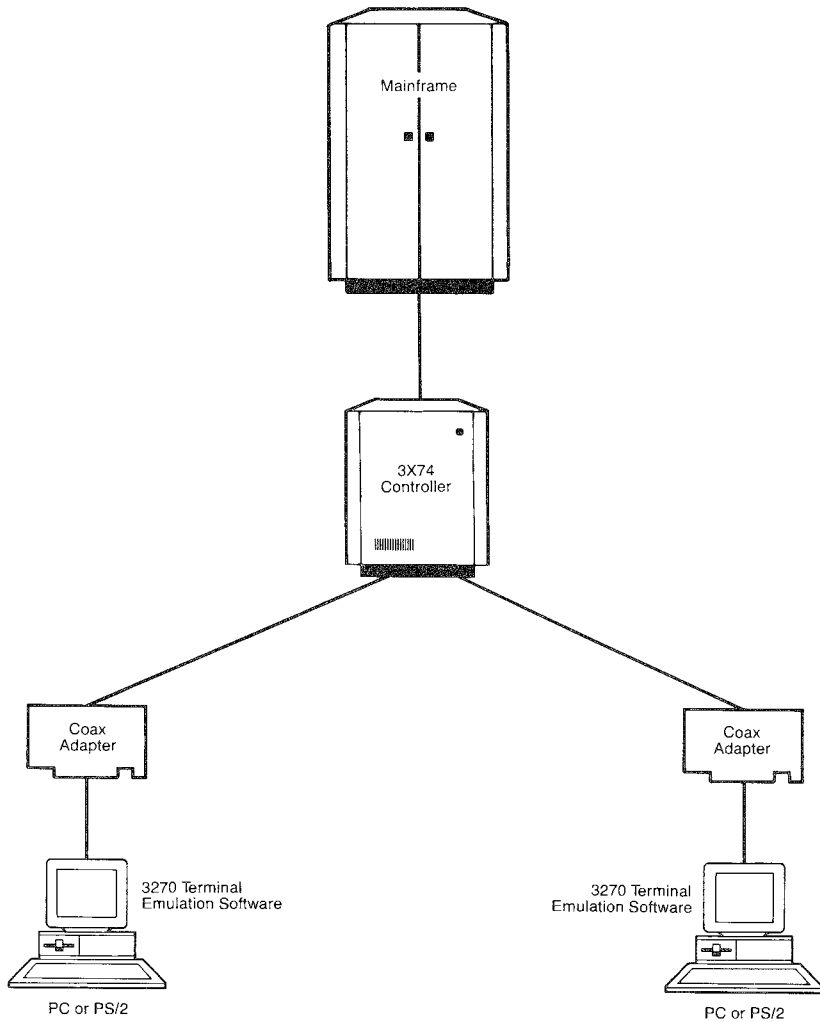 Mainframe
3X74
Controller
Coax
Adapter
Coax
Adapter
3270 Terminal
Emulation Software
3270 Terminal
Emulation Software
PC or PS/2
PC or PS/2